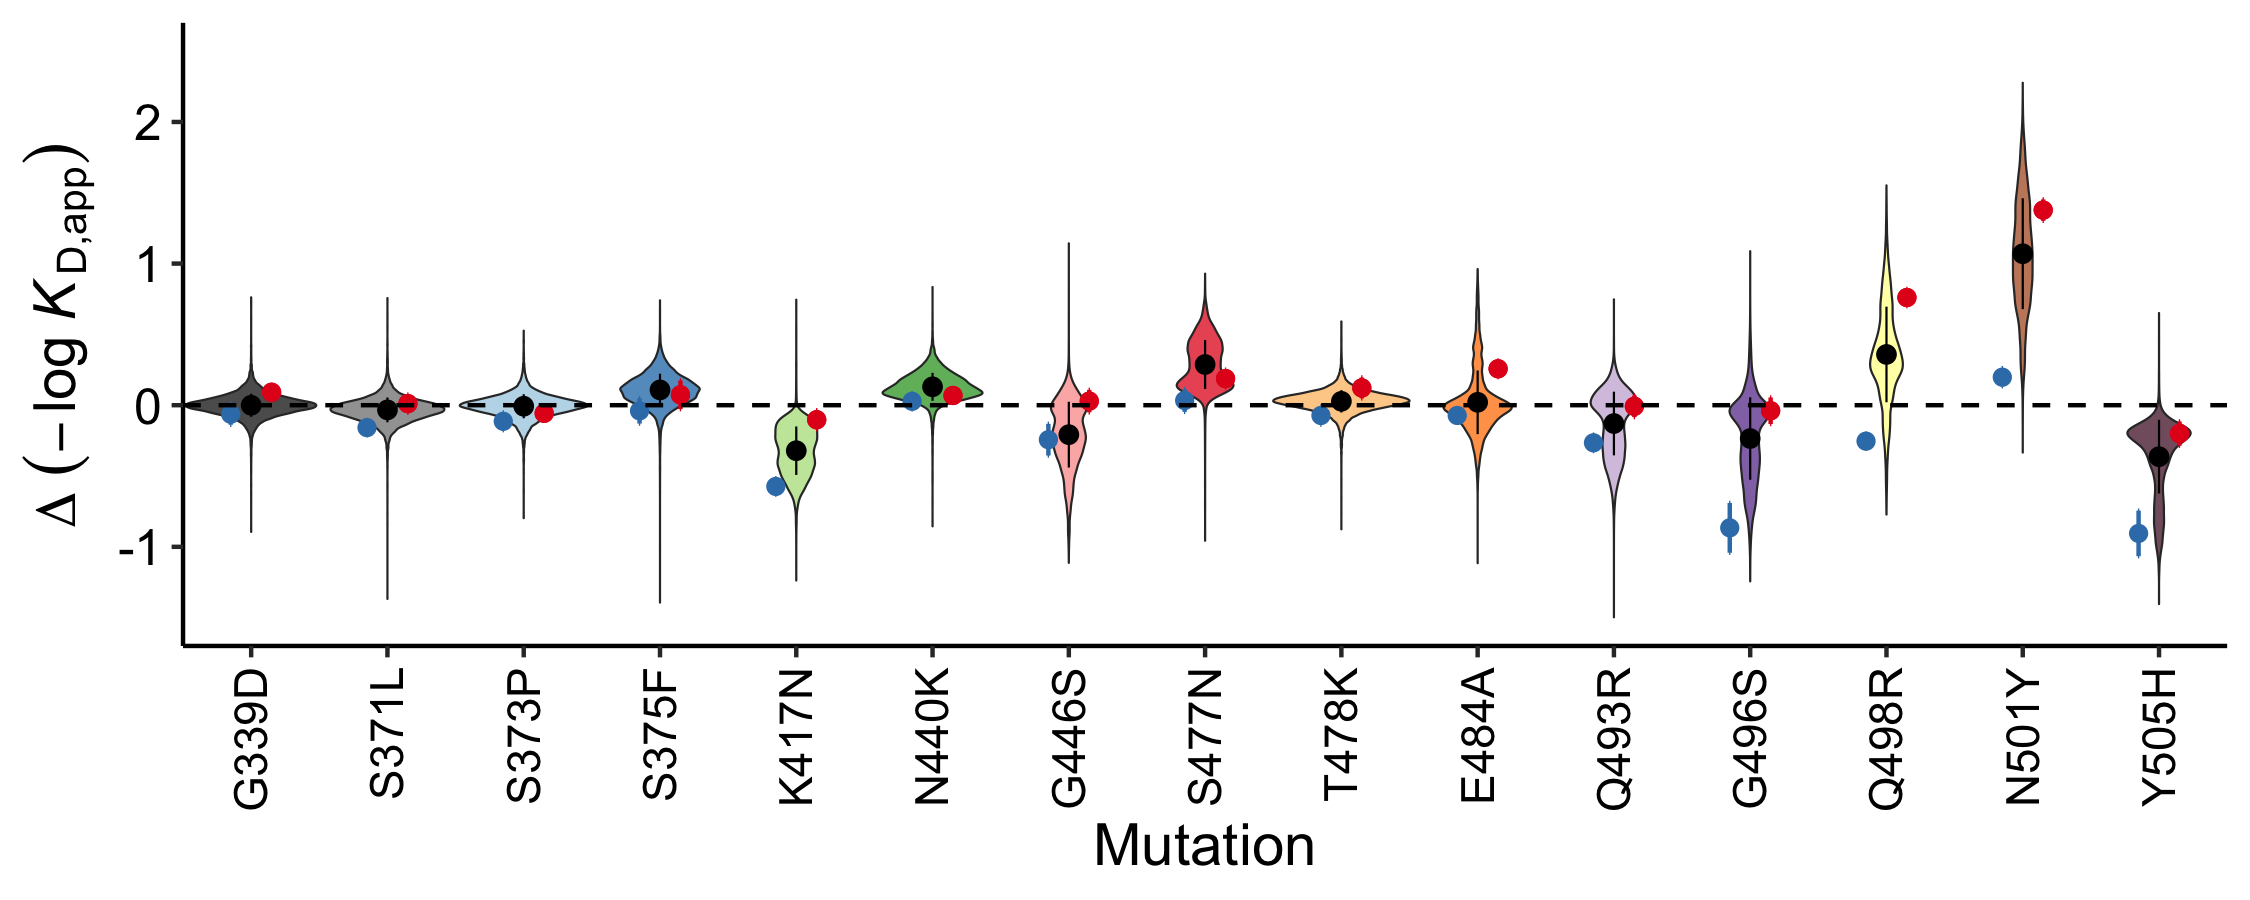 Δ (− log K D,app)
2
1
0
-1
G339D
S371L
S373P
S375F
K417N
N440K
G446S
S477N
T478K
E484A
Q493R
G496S
Q498R
N501Y
Y505H
Mutation